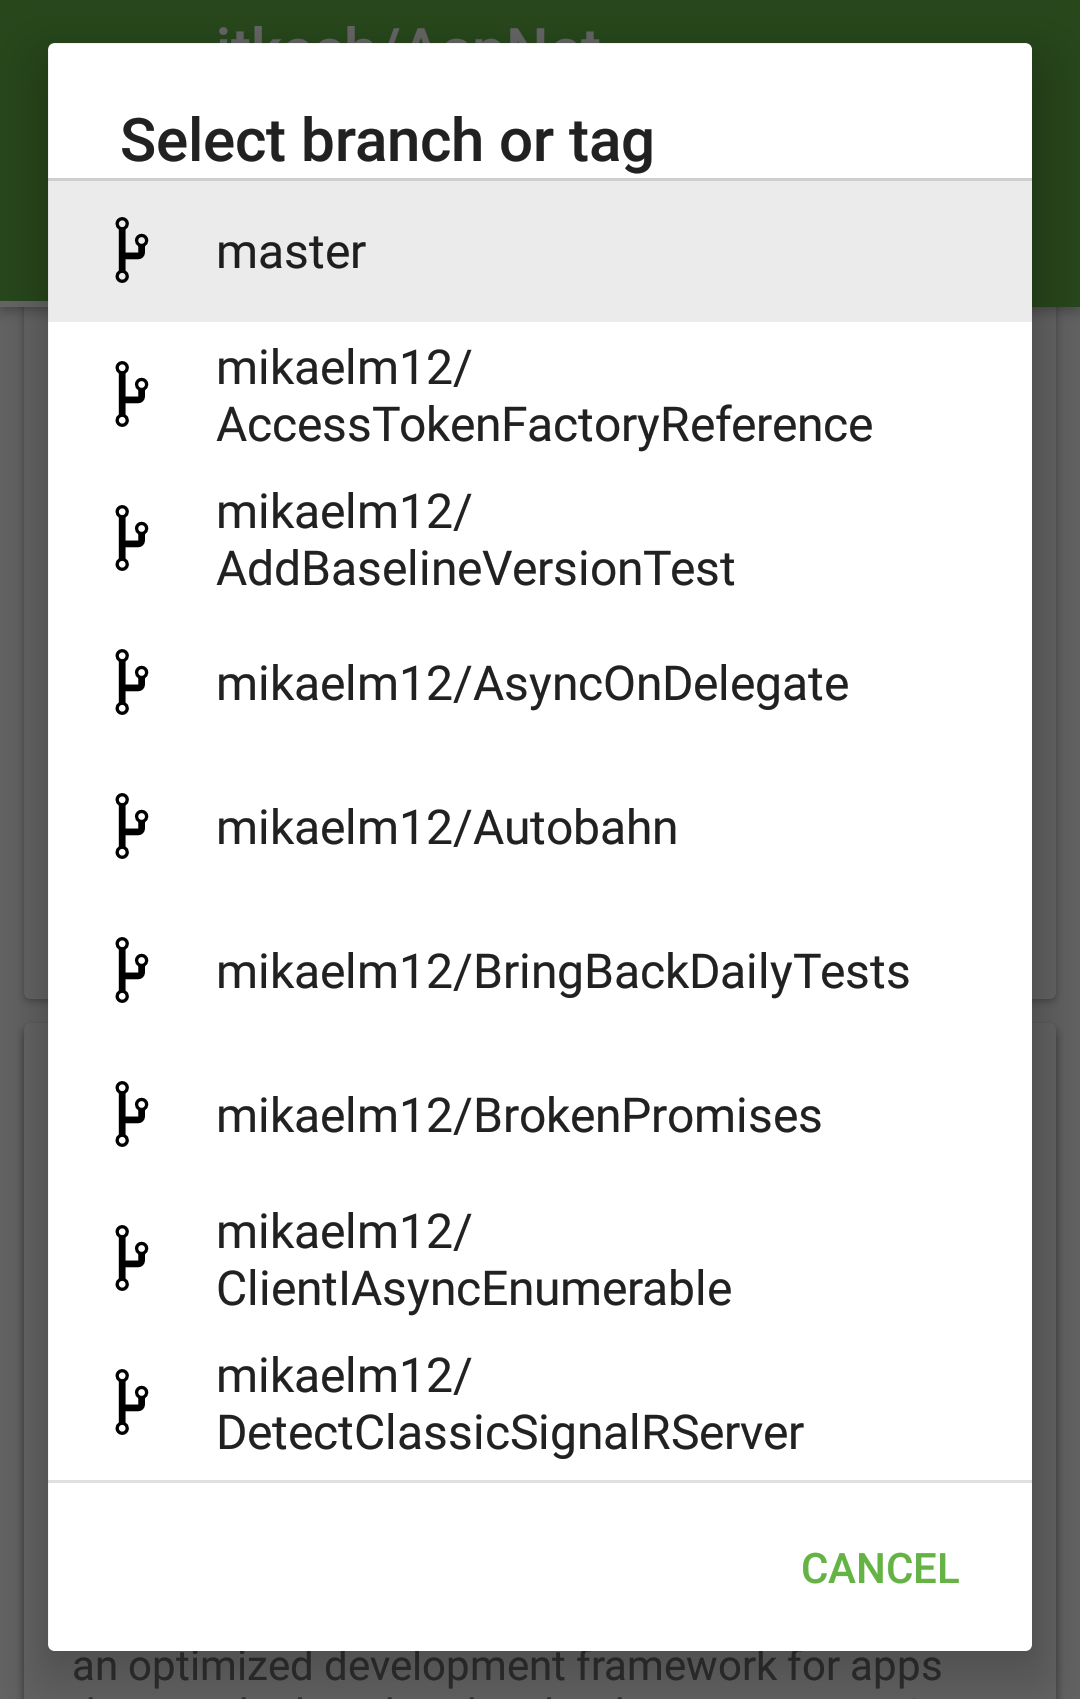 Select branch or tag
master
mikaelm12/
AccessTokenFactoryReference
mikaelm12/
AddBaselineVersionTest
mikaelm12/AsyncOnDelegate
mikaelm12/Autobahn
mikaelm12/BringBackDailyTests
mikaelm12/BrokenPromises
mikaelm12/
ClientIAsyncEnumerable
mikaelm12/
DetectClassicSignalRServer
CANCEL
an optimized development framework for apps